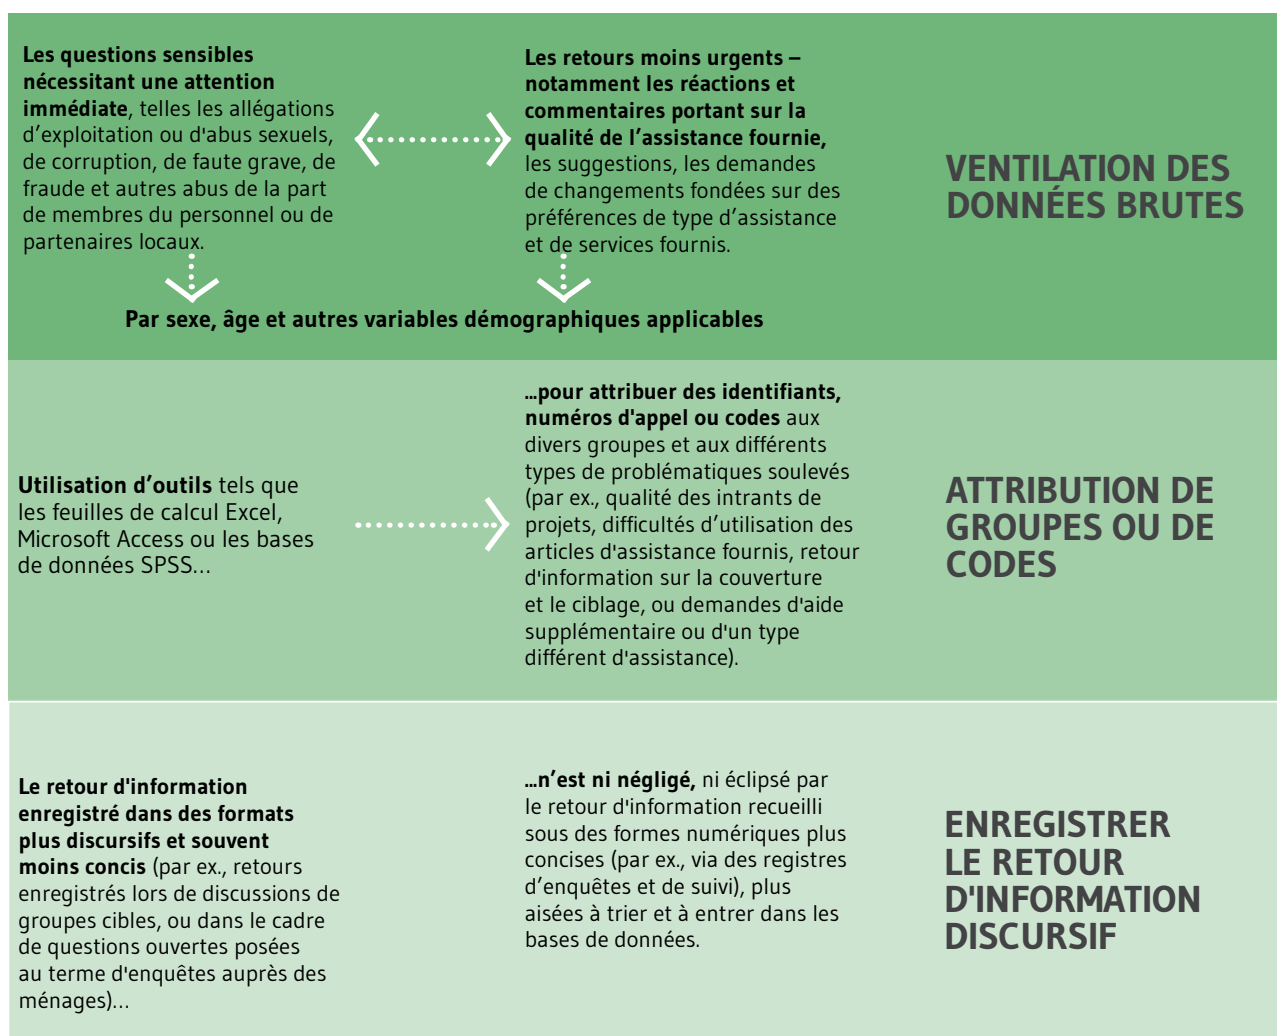 Les questions sensibles
nécessitant une attention
immédiate, telles les allégations
d’exploitation ou d'abus sexuels,
de corruption, de faute grave, de
fraude et autres abus de la part
de membres du personnel ou de
partenaires locaux.
Les retours moins urgents –
notamment les réactions et
commentaires portant sur la
qualité de l’assistance fournie,
les suggestions, les demandes
de changements fondées sur des
préférences de type d’assistance
et de services fournis.
Par sexe, âge et autres variables démographiques applicables
VENTILATION DES
DONNÉES BRUTES
Utilisation d’outils tels que
les feuilles de calcul Excel,
Microsoft Access ou les bases
de données SPSS…
...pour attribuer des identifiants,
numéros d'appel ou codes aux
divers groupes et aux différents
types de problématiques soulevés
(par ex., qualité des intrants de
projets, difficultés d’utilisation des
articles d'assistance fournis, retour
d'information sur la couverture
et le ciblage, ou demandes d'aide
supplémentaire ou d'un type
différent d'assistance).
ATTRIBUTION DE
GROUPES OU DE
CODES
Le retour d'information
enregistré dans des formats
plus discursifs et souvent
moins concis (par ex., retours
enregistrés lors de discussions de
groupes cibles, ou dans le cadre
de questions ouvertes posées
au terme d'enquêtes auprès des
ménages)…
...n’est ni négligé, ni éclipsé par
le retour d'information recueilli
sous des formes numériques plus
concises (par ex., via des registres
d’enquêtes et de suivi), plus
aisées à trier et à entrer dans les
bases de données.
ENREGISTRER
LE RETOUR
D'INFORMATION
DISCURSIF